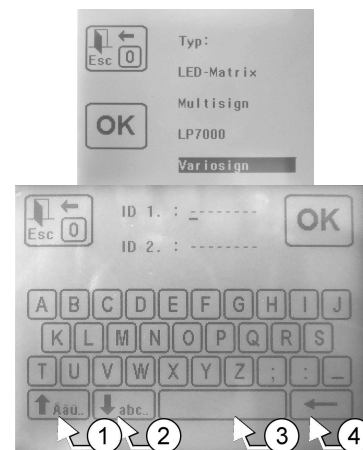 Typ:
Esc 0
LED-Matrix
Multisign
OK
LP7000
Variosign
ID 1. : --------
OK
Esc 0
ID 2. : --------
A B C D E F G H I J
K L M N O P Q R S
T U V W X Y Z ; : _
Àäü.. abc..
1 2 3 4